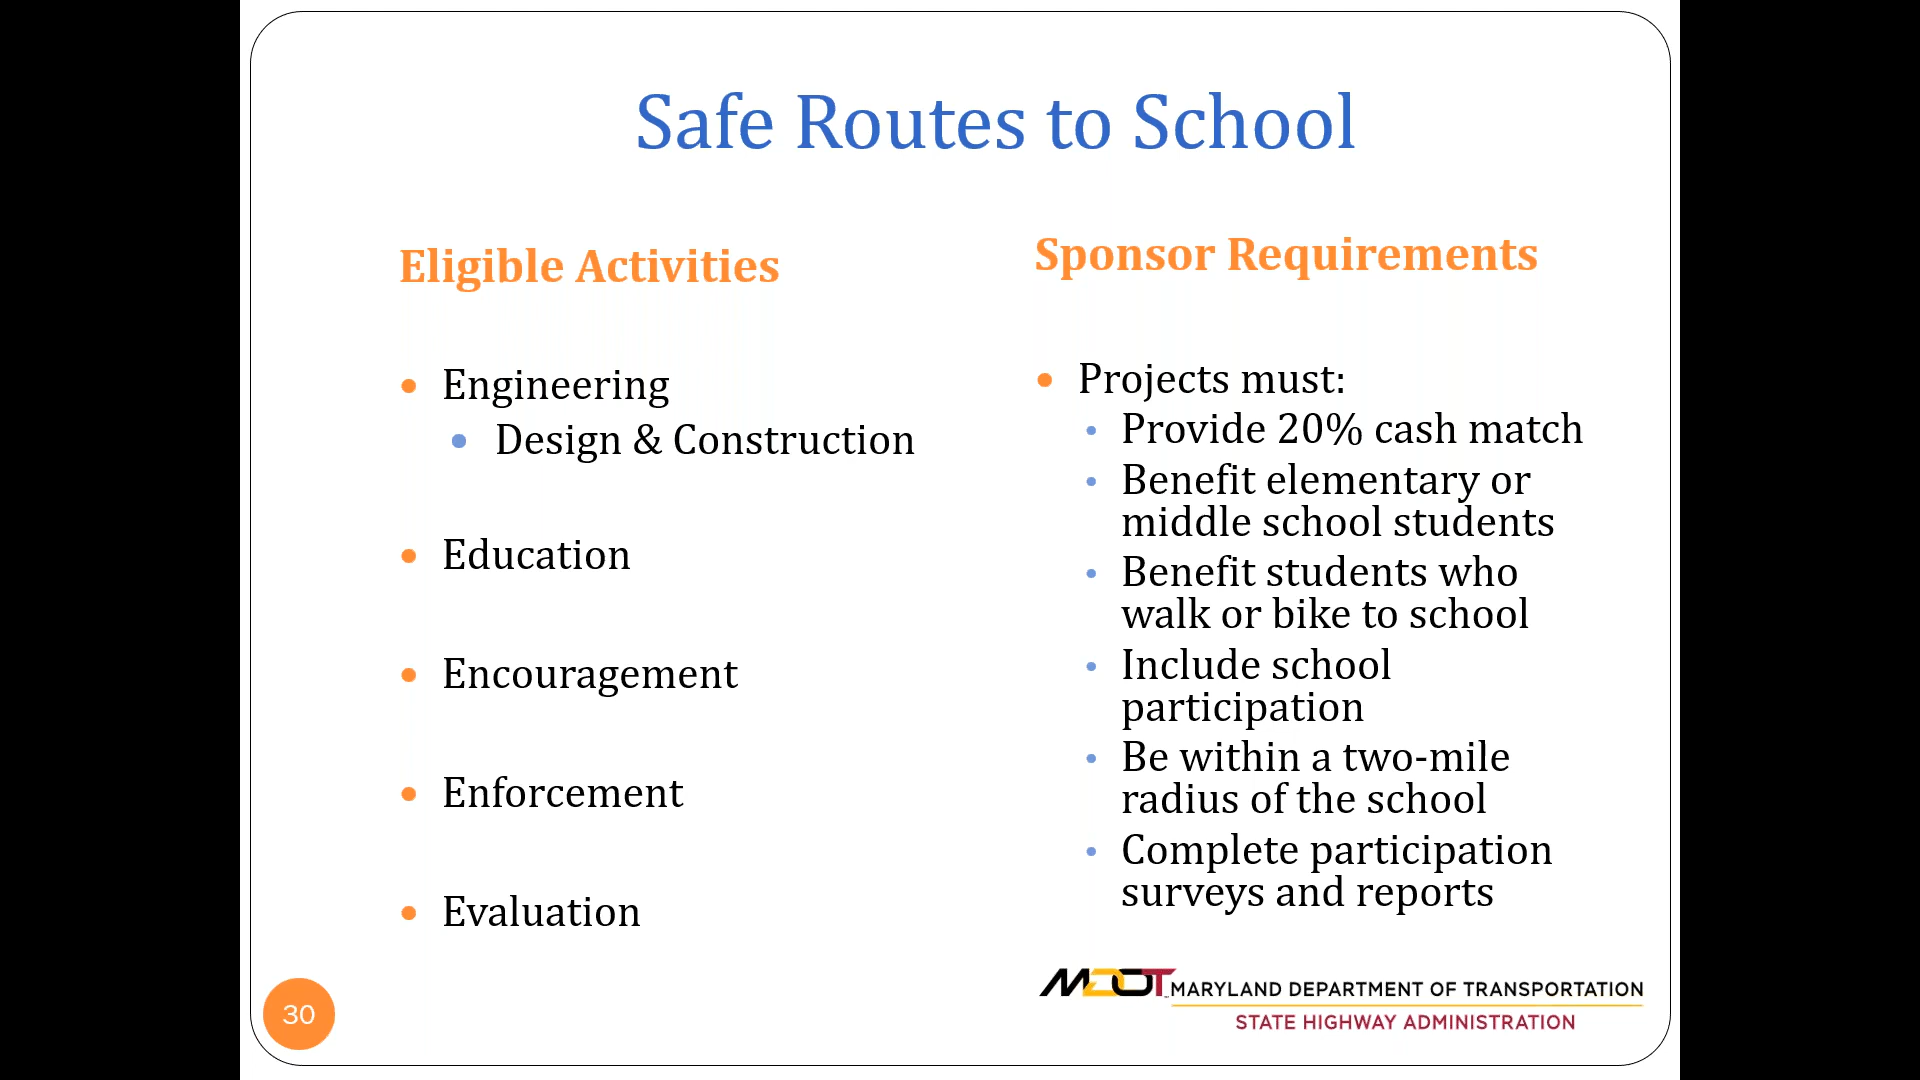 Safe Routes to School
Eligible Activities
Engineering
Design & Construction
Education
Encouragement
Enforcement
Evaluation
Sponsor Requirements
Projects must:
Provide 20% cash match
Benefit elementary or
middle school students
Benefit students who
walk or bike to school
Include school
participation
Be within a two-mile
radius of the school
Complete participation
surveys and reports
30
MDOT MARYLAND DEPARTMENT OF TRANSPORTATION
STATE HIGHWAY ADMINISTRATION